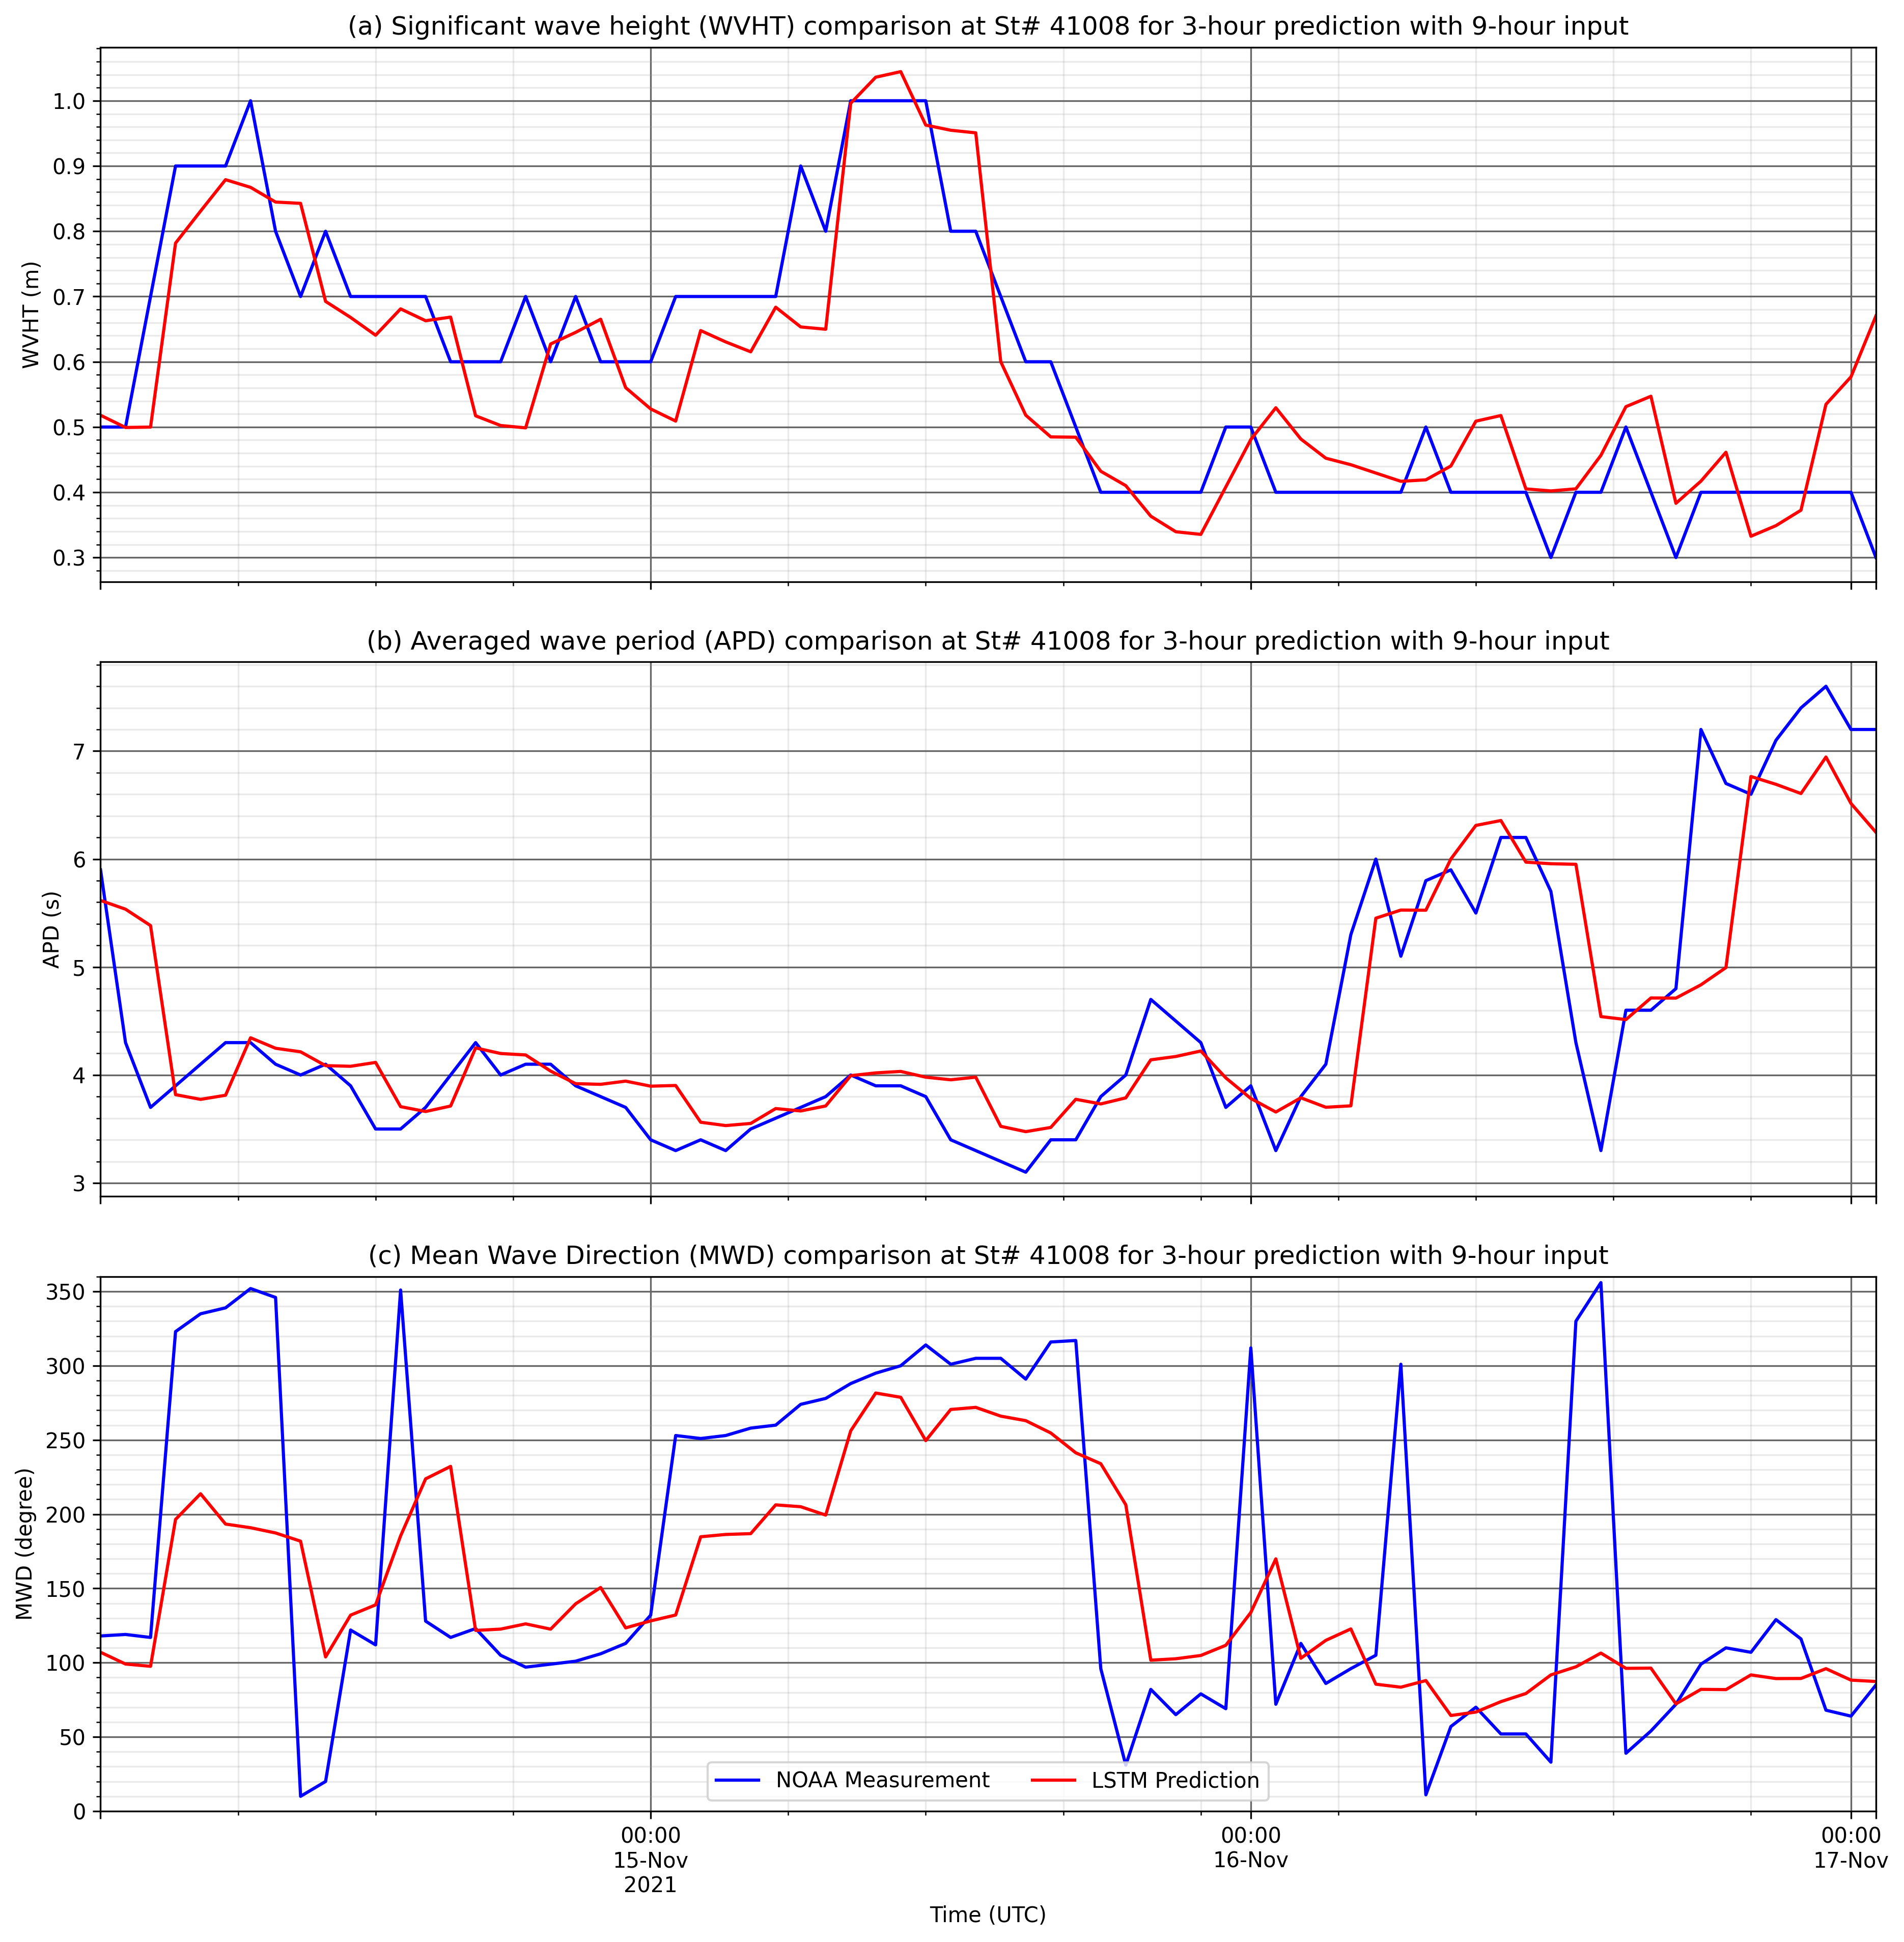 (a) Significant wave height (WVHT) comparison at St# 41008 for 3-hour prediction with 9-hour input
1.0
0.9
0.8
0.7
0.6
0.5
0.4
0.3
WVHT (m)
(b) Averaged wave period (APD) comparison at St# 41008 for 3-hour prediction with 9-hour input
7
6
5
4
3
APD (s)
(c) Mean Wave Direction (MWD) comparison at St# 41008 for 3-hour prediction with 9-hour input
350
300
250
200
150
100
50
0
MWD (degree)
NOAA Measurement
LSTM Prediction
00:00
15-Nov
2021
00:00
16-Nov
00:00
17-Nov
Time (UTC)